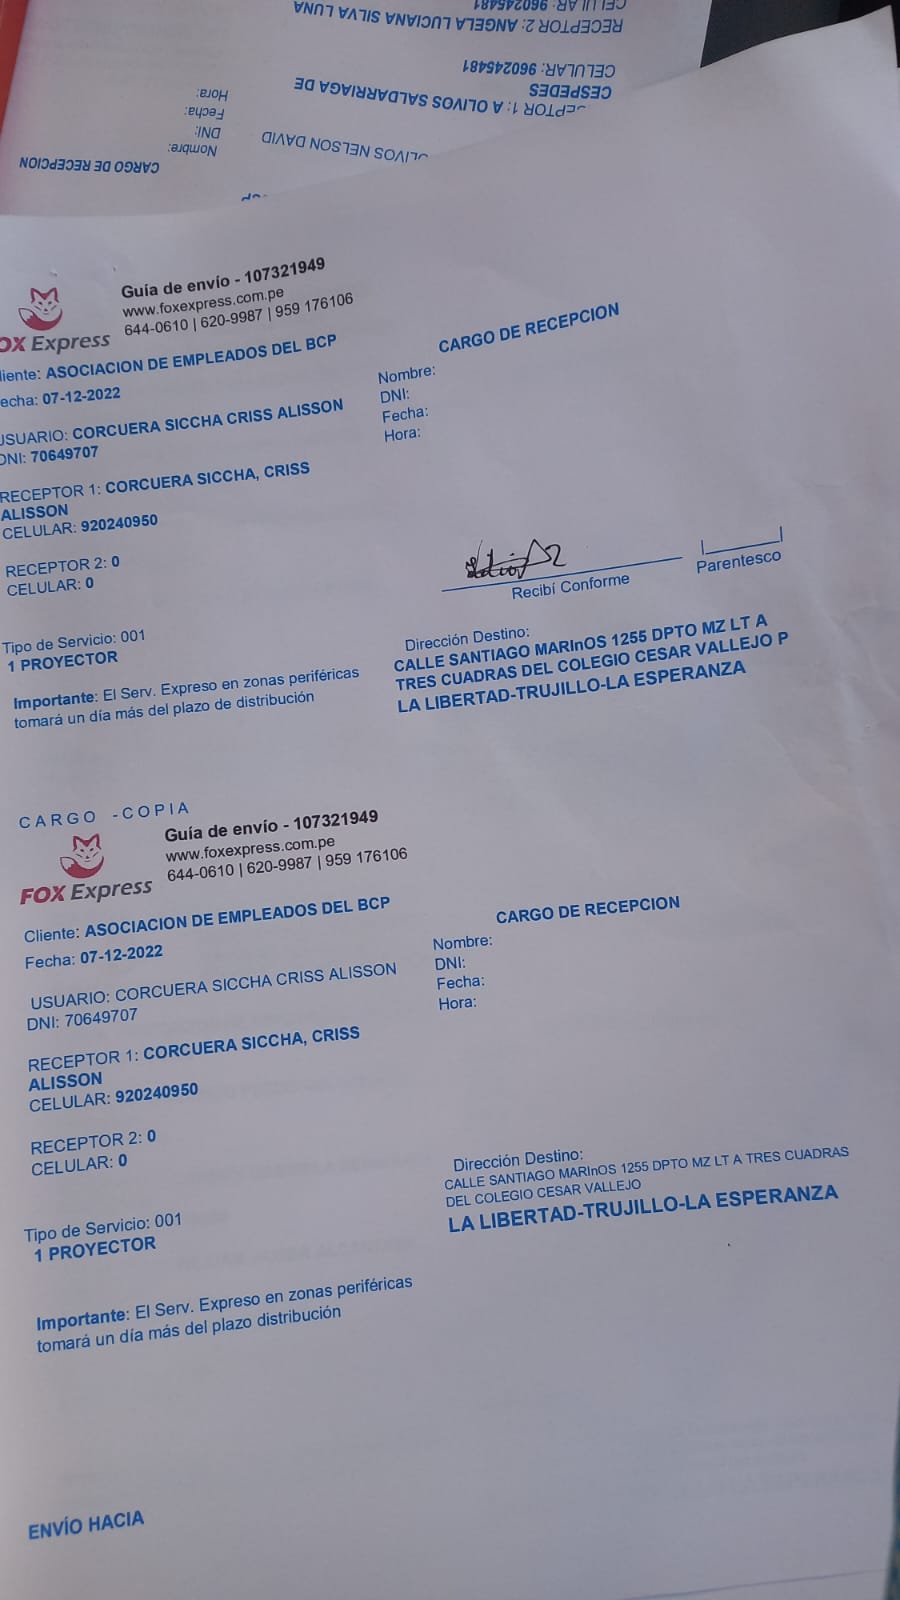 CELULAR: 960245481
RECEPTOR 2: ANGELA LUCIANA SILVA LUNA
CELULAR: 960245481
CESPEDES
RECEPTOR 1: A OLIVOS SALDARRIAGA DE
OLIVOS NELSON DAVID
Hora:
Fecha:
DNI:
Nombre:
CARGO DE RECEPCION
Guía de envío - 107321949
www.foxexpress.com.pe
644-0610 | 620-9987 | 959 176106
OX Express
liente: ASOCIACION DE EMPLEADOS DEL BCP
echa: 07-12-2022
CARGO DE RECEPCION
Nombre:
DNI:
Fecha:
Hora:
USUARIO: CORCUERA SICCHA CRISS ALISSON
DNI: 70649707
RECEPTOR 1: CORCUERA SICCHA, CRISS
ALISSON
CELULAR: 920240950
RECEPTOR 2: 0
CELULAR: 0
Recibí Conforme
Parentesco
Tipo de Servicio: 001
1 PROYECTOR
Importante: El Serv. Expreso en zonas periféricas
tomará un día más del plazo de distribución
Dirección Destino:
CALLE SANTIAGO MARInOS 1255 DPTO MZ LT A
TRES CUADRAS DEL COLEGIO CESAR VALLEJO P
LA LIBERTAD-TRUJILLO-LA ESPERANZA
CARGO -COPIA
Guía de envío - 107321949
www.foxexpress.com.pe
644-0610 | 620-9987 | 959 176106
FOX Express
Cliente: ASOCIACION DE EMPLEADOS DEL BCP
Fecha: 07-12-2022
CARGO DE RECEPCION
Nombre:
DNI:
Fecha:
Hora:
USUARIO: CORCUERA SICCHA CRISS ALISSON
DNI: 70649707
RECEPTOR 1: CORCUERA SICCHA, CRISS
ALISSON
CELULAR: 920240950
RECEPTOR 2: 0
CELULAR: 0
Dirección Destino:
CALLE SANTIAGO MARInOS 1255 DPTO MZ LT A TRES CUADRAS
DEL COLEGIO CESAR VALLEJO
LA LIBERTAD-TRUJILLO-LA ESPERANZA
Tipo de Servicio: 001
1 PROYECTOR
Importante: El Serv. Expreso en zonas periféricas
tomará un día más del plazo distribución
ENVÍO HACIA